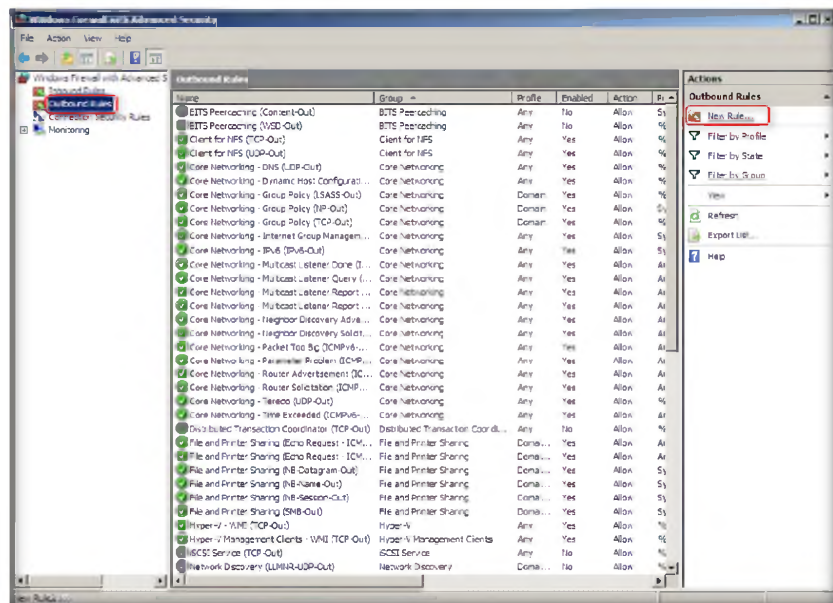 Windows Firewall with Advanced Security
File Action View Help
Windows Firewall with Advanced S
Inbound Rules
Outbound Rules
Connection Security Rules
Monitoring
Outbound Rules
Name Group Profile Enabled Action
BITS Peercaching (Content-Out) BITS Peercaching Any No Allow Sy
BITS Peercaching (WSD-Out) BITS Peercaching Any No Allow Sy
Client for NFS (TCP-Out) Client for NFS Any Yes Allow %
Client for NFS (UDP-Out) Client for NFS Any Yes Allow %
Core Networking - DNS (UDP-Out) Core Networking Any Yes Allow %
Core Networking - Dynamic Host Configurati... Core Networking Any Yes Allow %
Core Networking - Group Policy (LSASS-Out) Core Networking Domain Yes Allow %
Core Networking - Group Policy (NP-Out) Core Networking Domain Yes Allow Sy
Core Networking - Group Policy (TCP-Out) Core Networking Domain Yes Allow %
Core Networking - Internet Group Managem... Core Networking Any Yes Allow Sy
Core Networking - IPv6 (IPv6-Out) Core Networking Any Yes Allow Sy
Core Networking - Multicast Listener Done (I... Core Networking Any Yes Allow
Core Networking - Multicast Listener Query (... Core Networking Any Yes Allow
Core Networking - Multicast Listener Report ... Core Networking Any Yes Allow
Core Networking - Multicast Listener Report ... Core Networking Any Yes Allow
Core Networking - Neighbor Discovery Adve... Core Networking Any Yes Allow
Core Networking - Neighbor Discovery Solicit... Core Networking Any Yes Allow
Core Networking - Packet Too Big (ICMPv6-... Core Networking Any Yes Allow
Core Networking - Parameter Problem (ICMP... Core Networking Any Yes Allow
Core Networking - Router Advertisement (IC... Core Networking Any Yes Allow
Core Networking - Router Solicitation (ICMP... Core Networking Any Yes Allow
Core Networking - Teredo (UDP-Out) Core Networking Any Yes Allow %
Core Networking - Time Exceeded (ICMPv6-... Core Networking Any Yes Allow
Distributed Transaction Coordinator (TCP-Out) Distributed Transaction Coordi... Any No Allow %
File and Printer Sharing (Echo Request - ICM... File and Printer Sharing Domai... Yes Allow
File and Printer Sharing (Echo Request - ICM... File and Printer Sharing Domai... Yes Allow
File and Printer Sharing (NB-Datagram-Out) File and Printer Sharing Domai... Yes Allow Sy
File and Printer Sharing (NB-Name-Out) File and Printer Sharing Domai... Yes Allow Sy
File and Printer Sharing (NB-Session-Out) File and Printer Sharing Domai... Yes Allow Sy
File and Printer Sharing (SMB-Out) File and Printer Sharing Domai... Yes Allow Sy
Hyper-V - WMI (TCP-Out) Hyper-V Any Yes Allow %
Hyper-V Management Clients - WMI (TCP-Out) Hyper-V Management Clients Any Yes Allow %
iSCSI Service (TCP-Out) iSCSI Service Any No Allow %
Network Discovery (LLMNR-UDP-Out) Network Discovery Domai... No Allow %
Actions
Outbound Rules
New Rule...
Filter by Profile
Filter by State
Filter by Group
View
Refresh
Export List...
Help
New Rule...